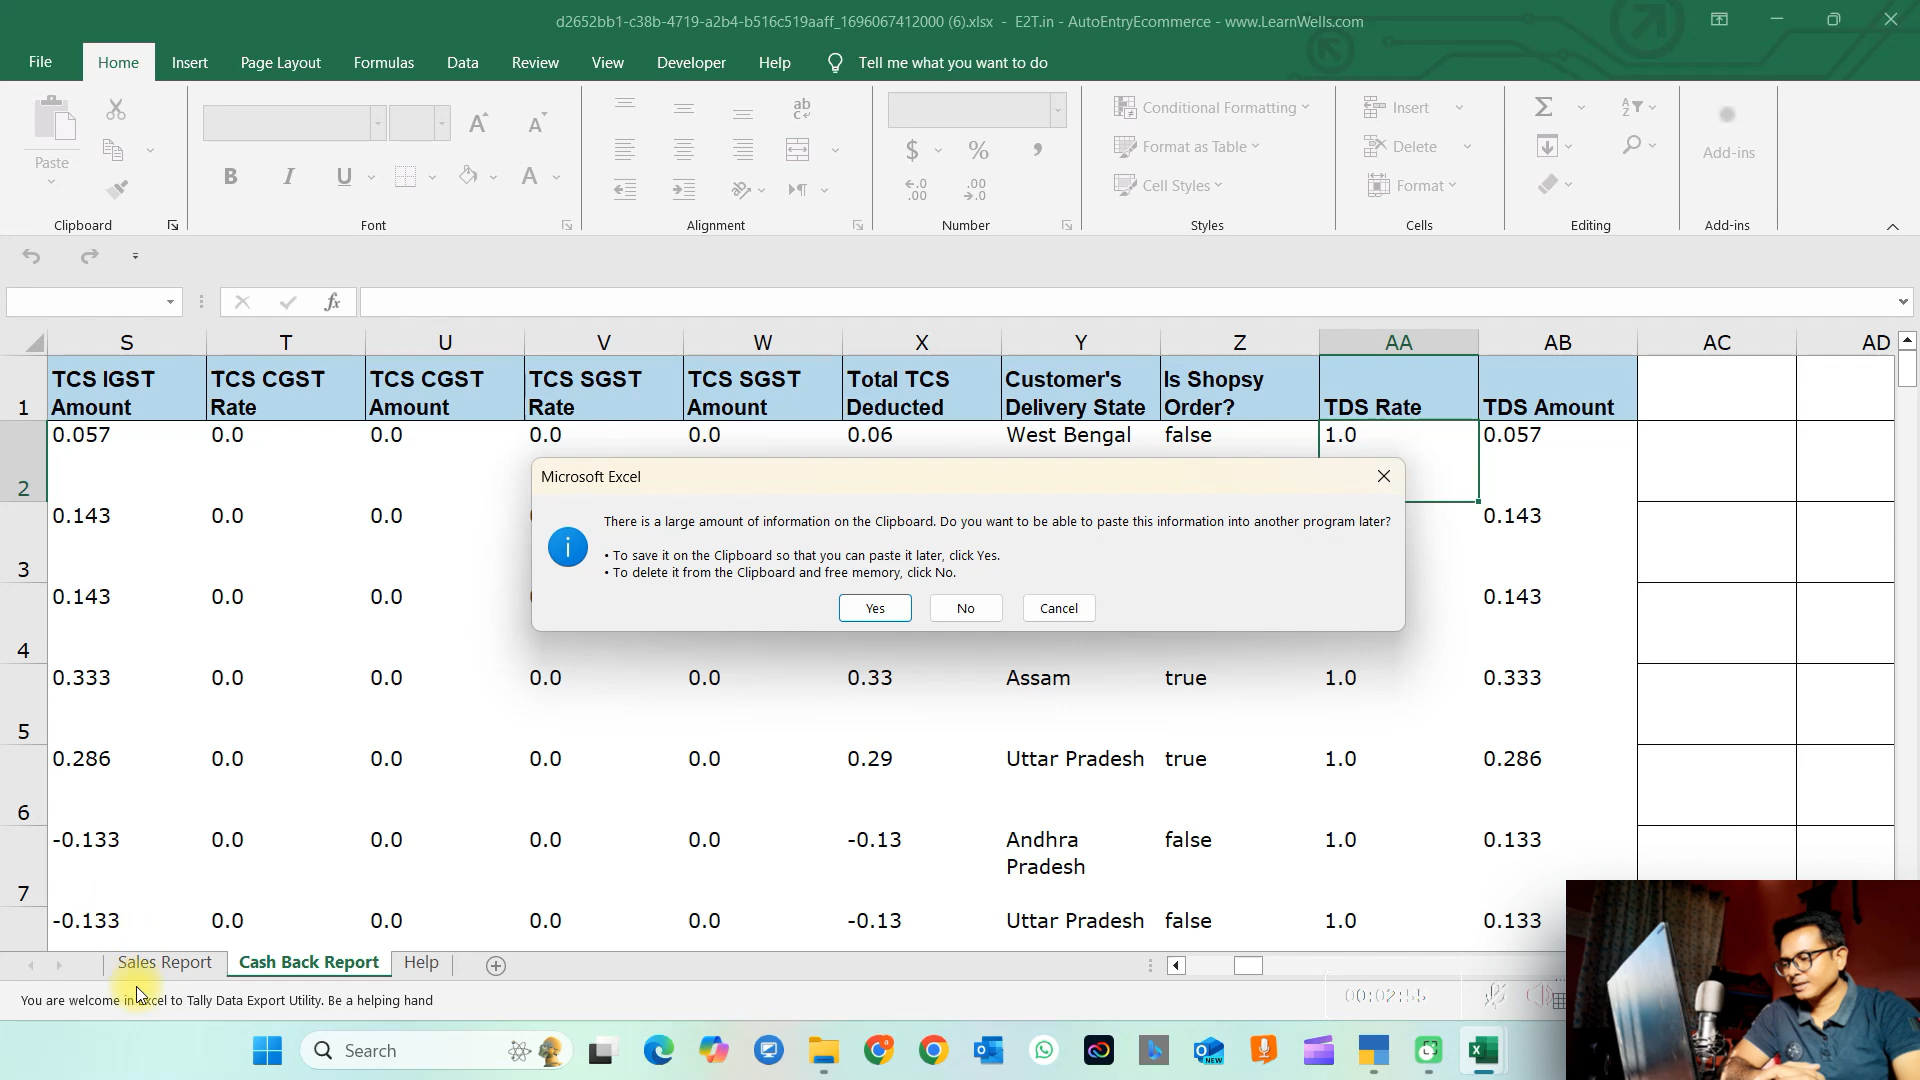 d2652bb1-c38b-4719-a2b4-b516c519aaff_1696067412000 (6).xlsx - E2T.in - AutoEntryEcommerce - www.LearnWells.com
File Home Insert Page Layout Formulas Data Review View Developer Help Tell me what you want to do
Paste
Clipboard
B I U A
Font
ab
Alignment
$ % ,
Number
Conditional Formatting
Format as Table
Cell Styles
Styles
Insert
Delete
Format
Cells
Editing
Add-ins
Add-ins
fx
S T U V W X Y Z AA AB AC AD
1 TCS IGST Amount TCS CGST Rate TCS CGST Amount TCS SGST Rate TCS SGST Amount Total TCS Deducted Customer's Delivery State Is Shopsy Order? TDS Rate TDS Amount
2 0.057 0.0 0.0 0.0 0.0 0.06 West Bengal false 1.0 0.057
3 0.143 0.0 0.0 0.143
4 0.143 0.0 0.0 0.143
5 0.333 0.0 0.0 0.0 0.0 0.33 Assam true 1.0 0.333
6 0.286 0.0 0.0 0.0 0.0 0.29 Uttar Pradesh true 1.0 0.286
7 -0.133 0.0 0.0 0.0 0.0 -0.13 Andhra Pradesh false 1.0 0.133
-0.133 0.0 0.0 0.0 0.0 -0.13 Uttar Pradesh false 1.0 0.133
Microsoft Excel
There is a large amount of information on the Clipboard. Do you want to be able to paste this information into another program later?
• To save it on the Clipboard so that you can paste it later, click Yes.
• To delete it from the Clipboard and free memory, click No.
Yes No Cancel
Sales Report Cash Back Report Help
You are welcome in Excel to Tally Data Export Utility. Be a helping hand
00:02:55
Search
NEW